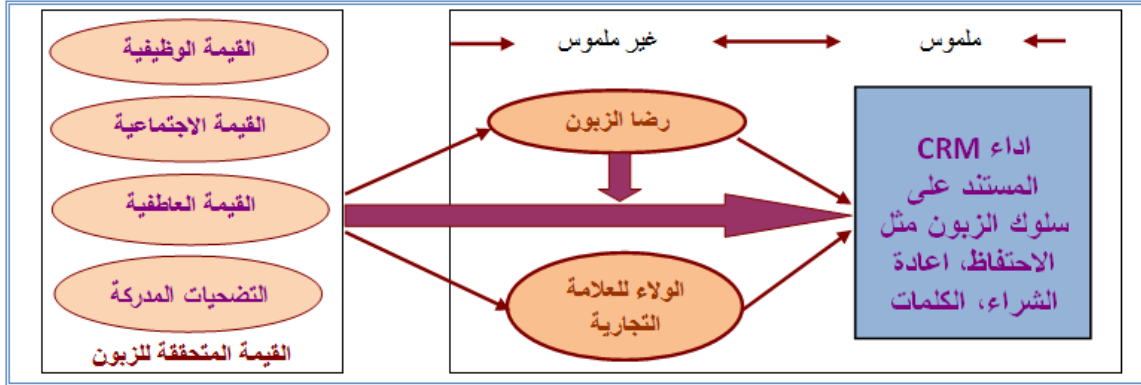 القيمة الوظيفية
القيمة الاجتماعية
القيمة العاطفية
التضحيات المدركة
القيمة المتحققة للزبون
ملموس
غير ملموس
رضا الزبون
الولاء للعلامة
التجارية
اداء CRM
المستند على
سلوك الزبون مثل
الاحتفاظ، اعادة
الشراء، الكلمات